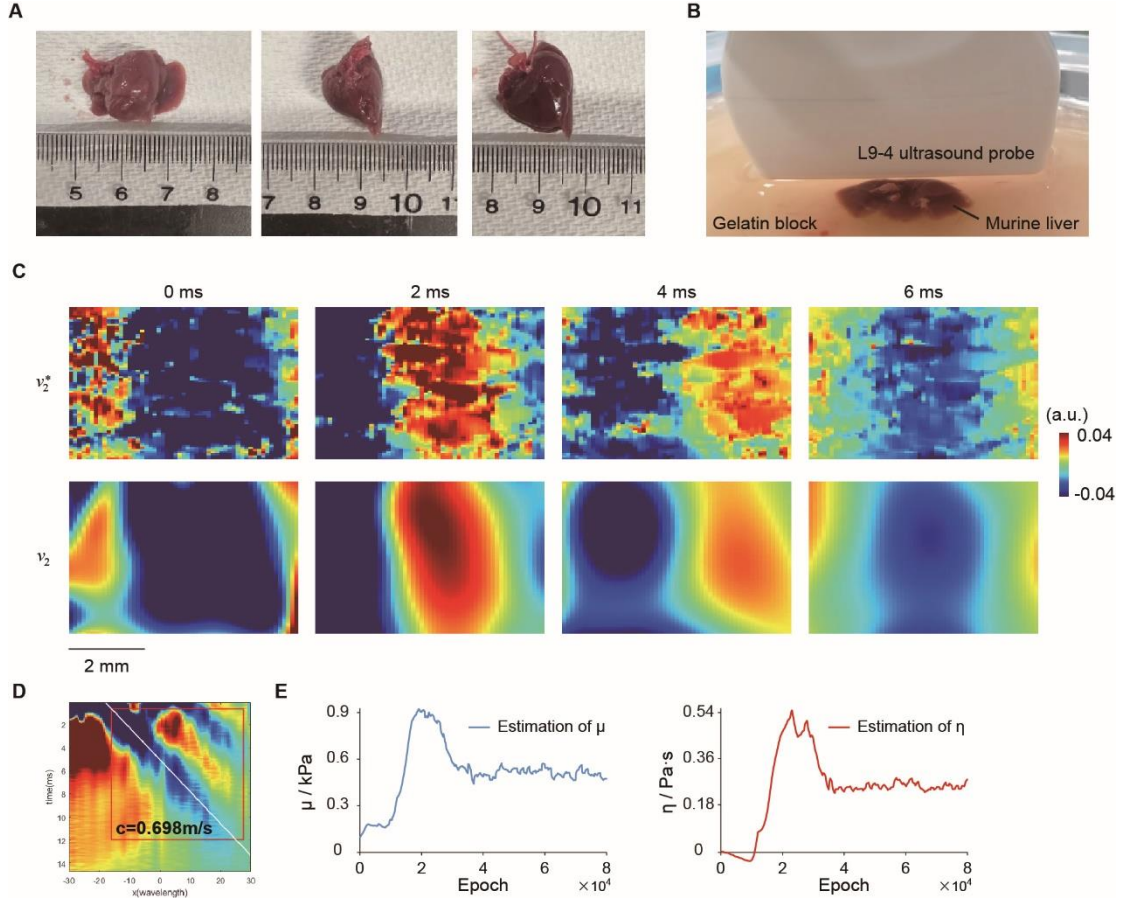 A
5 6 7 8
7 8 9 10 11
8 9 10 11
B
L9-4 ultrasound probe
Gelatin block
Murine liver
C
0 ms 2 ms 4 ms 6 ms
v₂*
(a.u.)
0.04
-0.04
v₂
2 mm
D
time(ms)
2
4
6
8
10
12
14
c=0.698m/s
-30 -20 -10 0 10 20 30
x(wavelength)
E
μ / kPa
0.9
0.6
0.3
0
Estimation of μ
0 2 4 6 8
Epoch
×10⁴
η / Pa·s
0.54
0.36
0.18
0
Estimation of η
0 2 4 6 8
Epoch
×10⁴